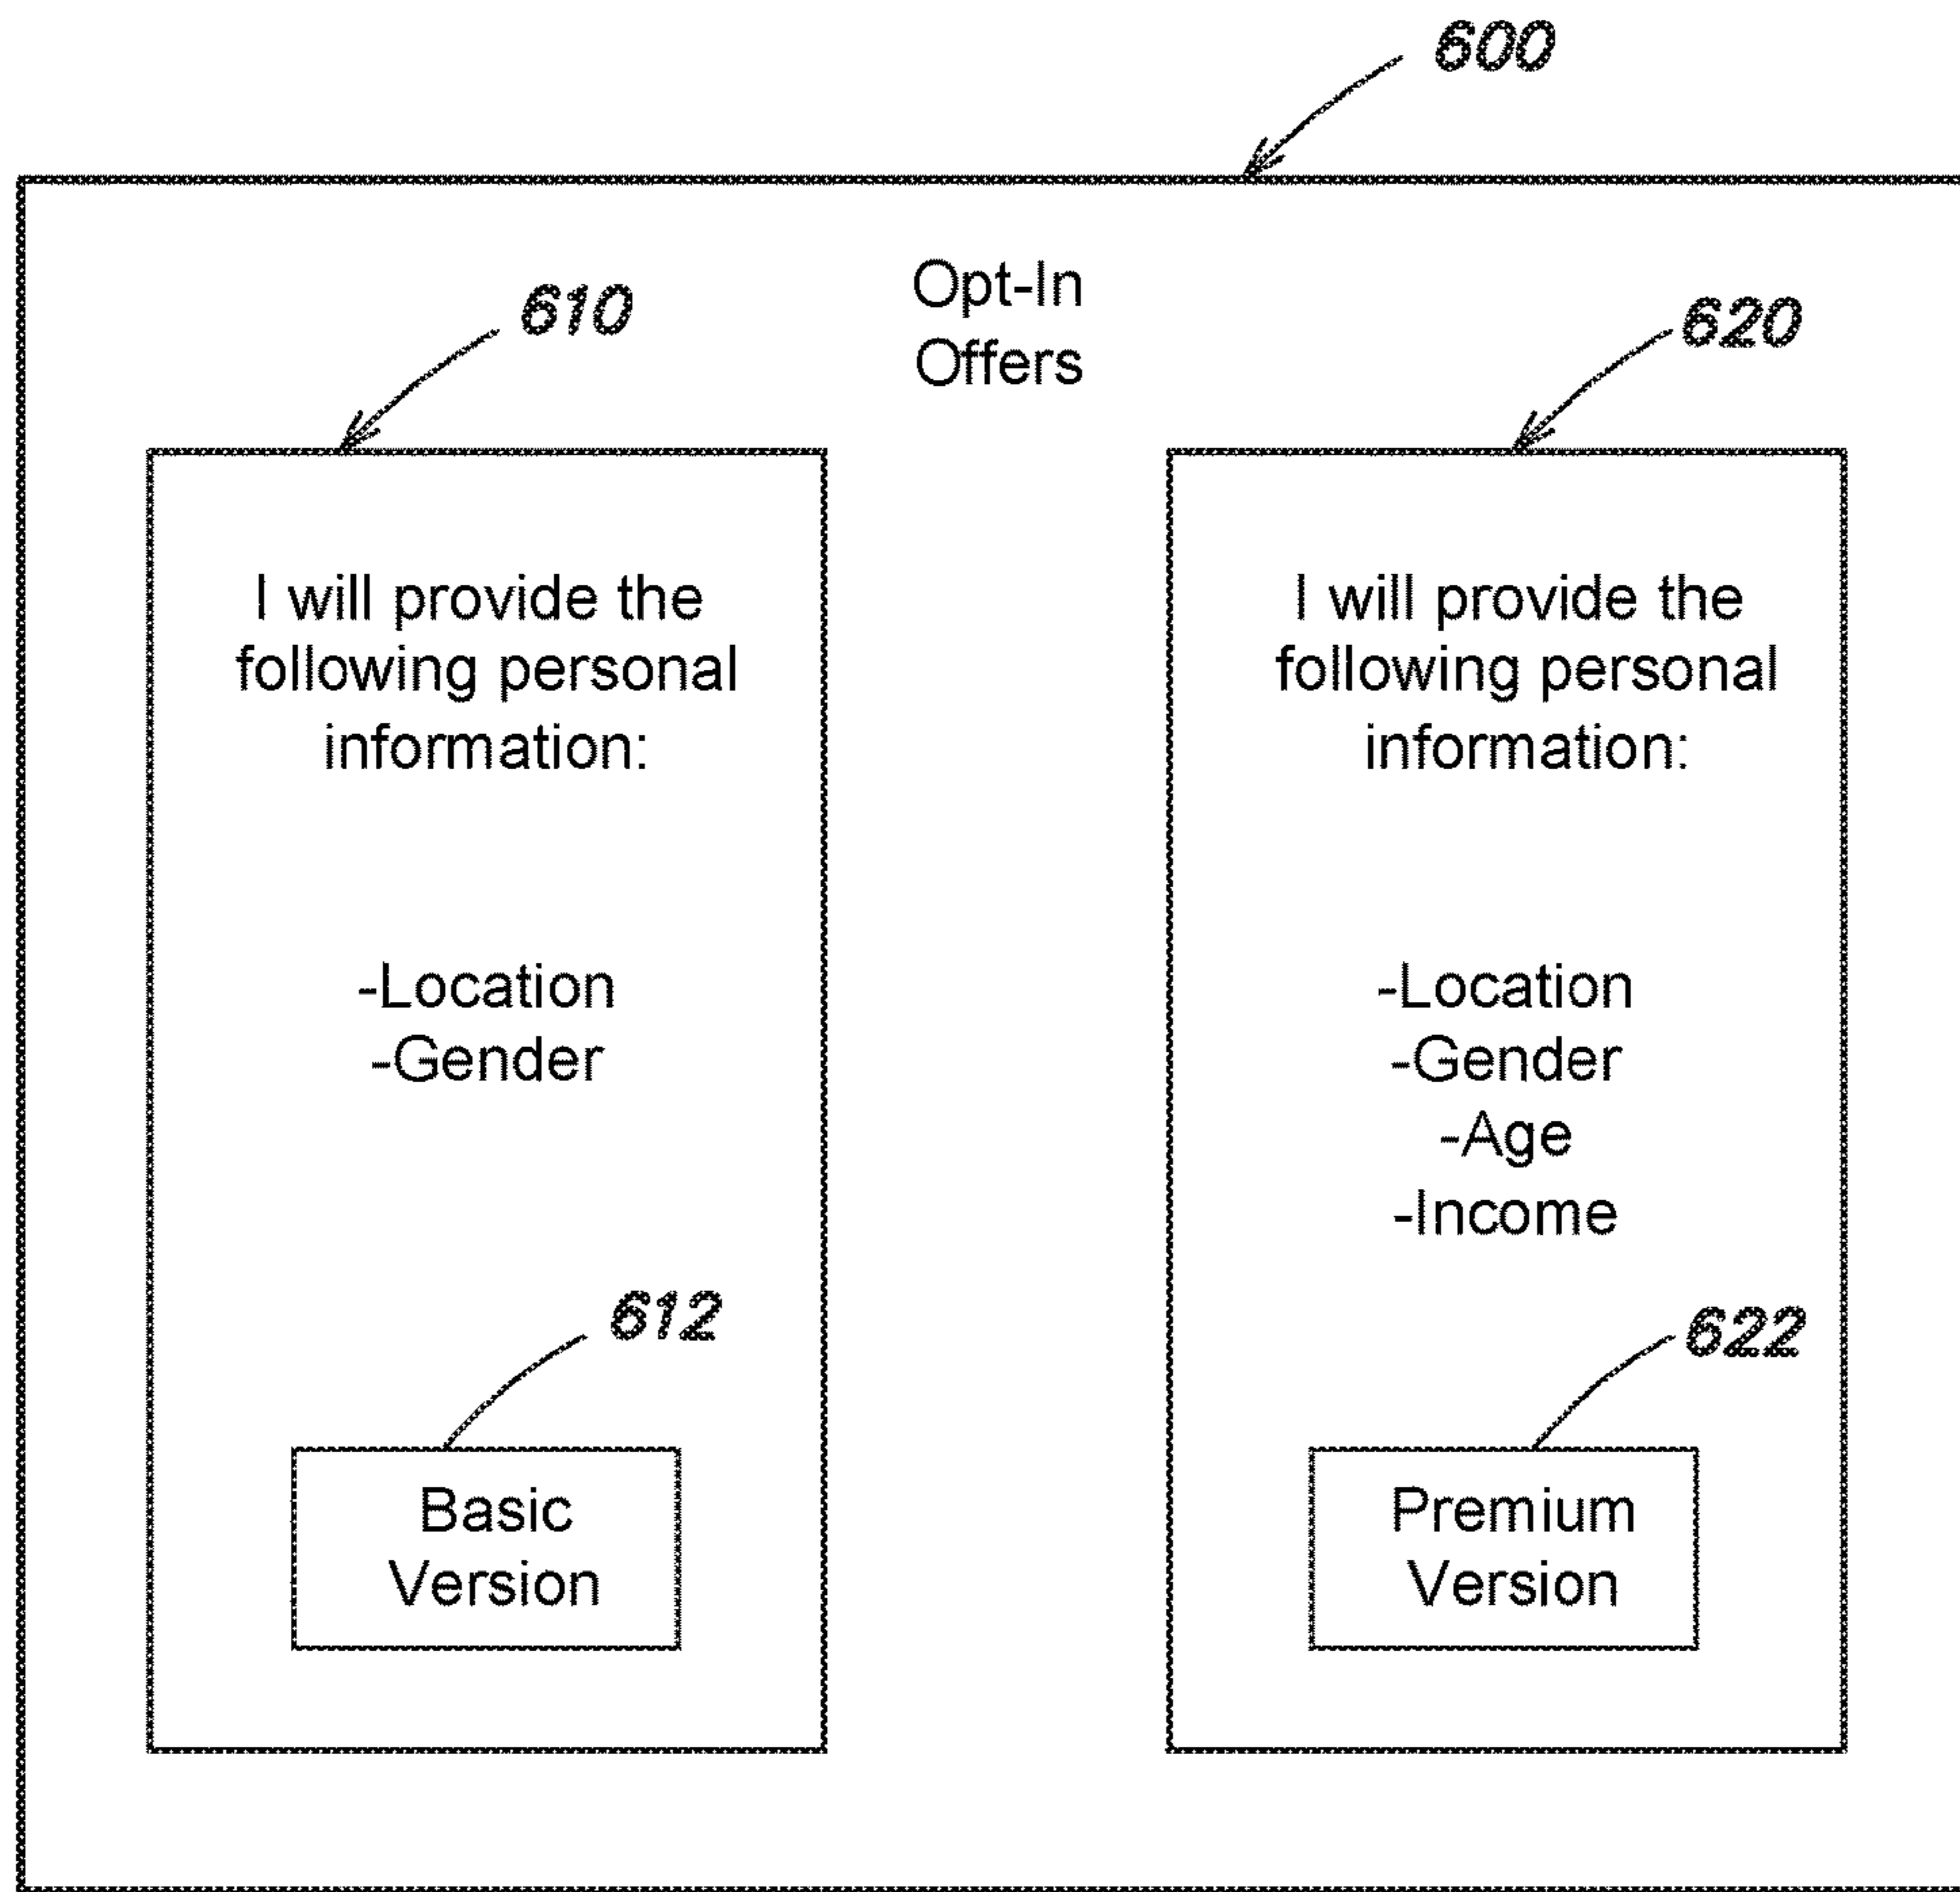 600
Opt-In
Offers
610
I will provide the
following personal
information:
-Location
-Gender
612
Basic
Version
620
I will provide the
following personal
information:
-Location
-Gender
-Age
-Income
622
Premium
Version